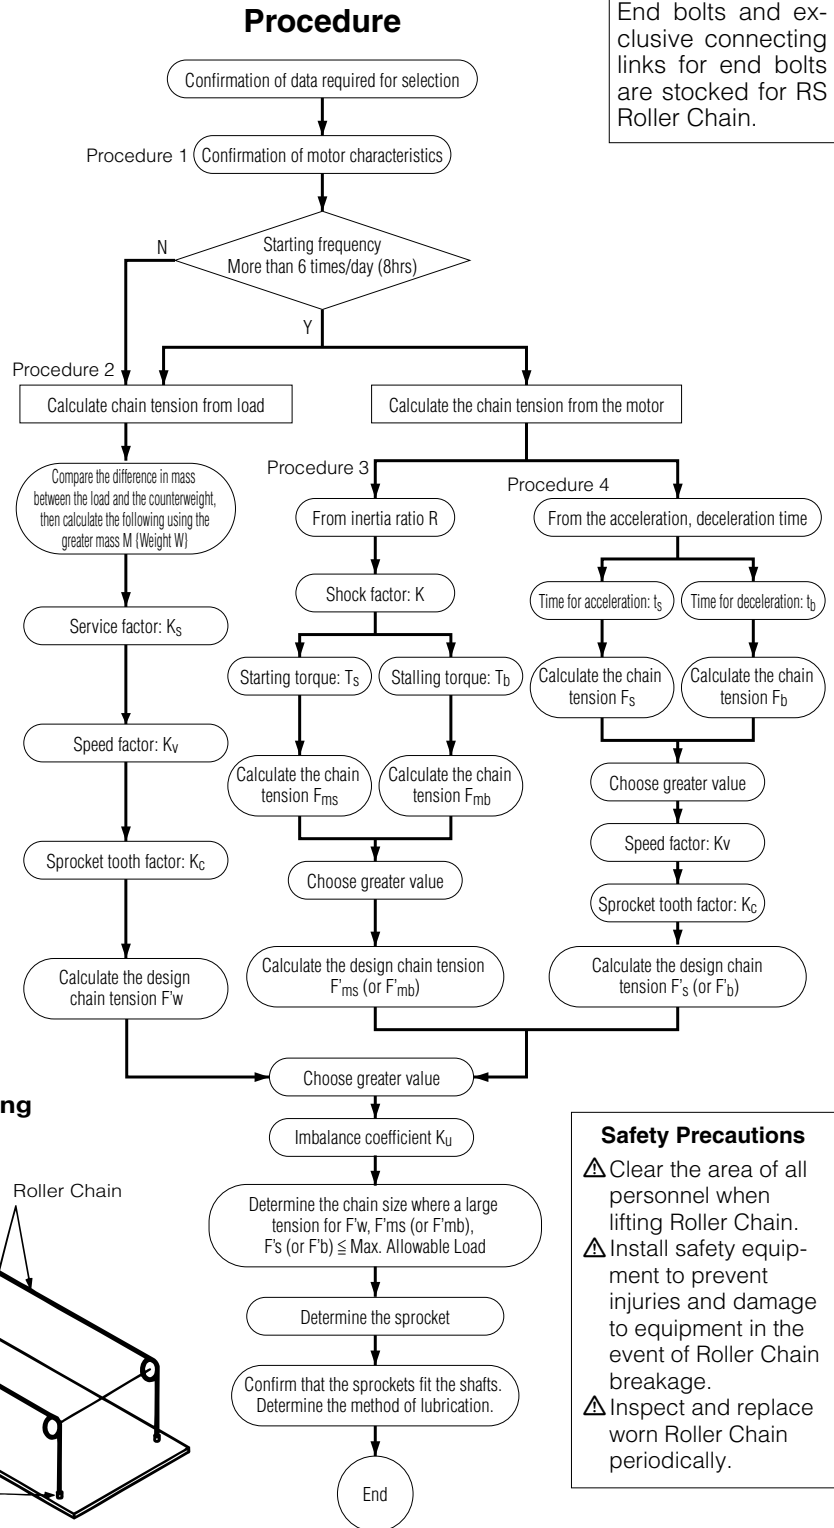 Procedure
End bolts and ex-
clusive connecting
links for end bolts
are stocked for RS
Roller Chain.
Confirmation of data required for selection
Procedure 1
Confirmation of motor characteristics
Starting frequency
More than 6 times/day (8hrs)
N
Y
Procedure 2
Calculate chain tension from load
Calculate the chain tension from the motor
Compare the difference in mass
between the load and the counterweight,
then calculate the following using the
greater mass M {Weight W}
Service factor: Ks
Speed factor: Kv
Sprocket tooth factor: Kc
Calculate the design
chain tension F'w
Procedure 3
From inertia ratio R
Shock factor: K
Starting torque: Ts
Stalling torque: Tb
Calculate the chain
tension Fms
Calculate the chain
tension Fmb
Choose greater value
Calculate the design chain tension
F'ms (or F'mb)
Procedure 4
From the acceleration, deceleration time
Time for acceleration: ts
Time for deceleration: tb
Calculate the chain
tension Fs
Calculate the chain
tension Fb
Choose greater value
Speed factor: Kv
Sprocket tooth factor: Kc
Calculate the design chain
tension F's (or F'b)
Choose greater value
Imbalance coefficient Ku
Determine the chain size where a large
tension for F'w, F'ms (or F'mb),
F's (or F'b) ≦ Max. Allowable Load
Determine the sprocket
Confirm that the sprockets fit the shafts.
Determine the method of lubrication.
End
ng
Roller Chain
Safety Precautions
⚠ Clear the area of all
personnel when
lifting Roller Chain.
⚠ Install safety equip-
ment to prevent
injuries and damage
to equipment in the
event of Roller Chain
breakage.
⚠ Inspect and replace
worn Roller Chain
periodically.